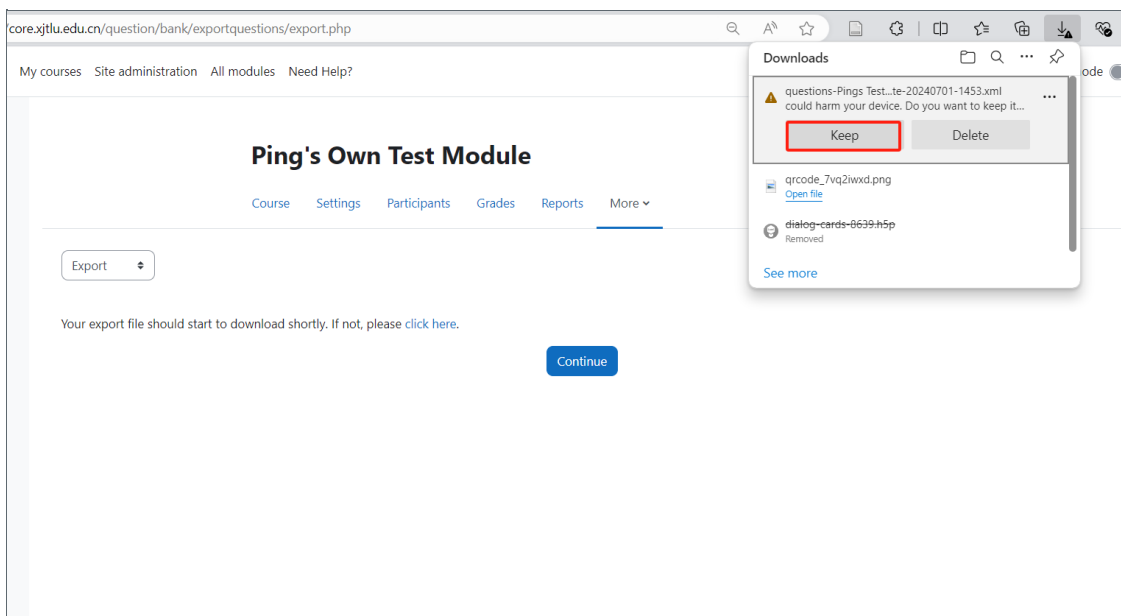 core.xjtlu.edu.cn/question/bank/exportquestions/export.php
My courses Site administration All modules Need Help?
ode
Downloads
questions-Pings Test...te-20240701-1453.xml
could harm your device. Do you want to keep it...
Keep Delete
qrcode_7vq2iwxd.png
Open file
dialog-cards-8639.h5p
Removed
See more
Ping's Own Test Module
Course Settings Participants Grades Reports More
Export
Your export file should start to download shortly. If not, please click here.
Continue